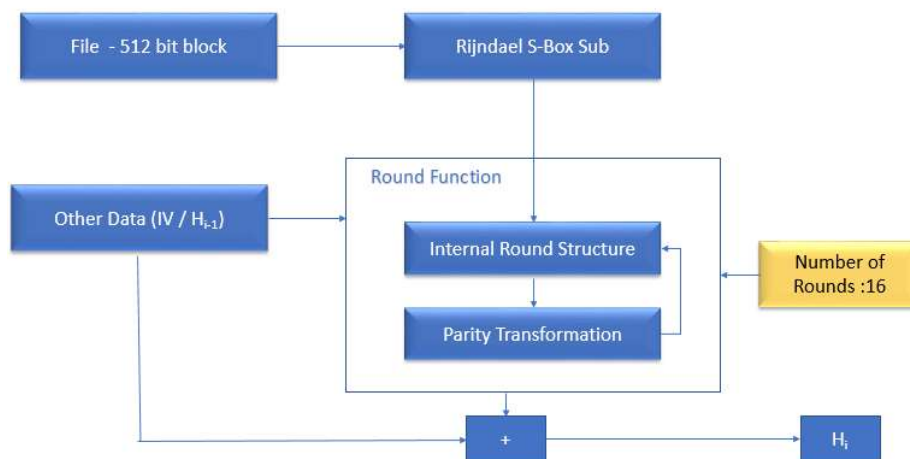 File - 512 bit block
Rijndael S-Box Sub
Round Function
Other Data (IV / Hi-1)
Internal Round Structure
Number of
Rounds :16
Parity Transformation
+
Hi